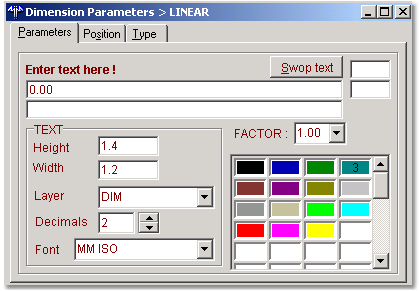 Dimension Parameters > LINEAR
Parameters Position Type
Enter text here ! Swop text
0.00
TEXT
FACTOR : 1.00
Height 1.4
Width 1.2
3
Layer DIM
Decimals 2
Font MM ISO